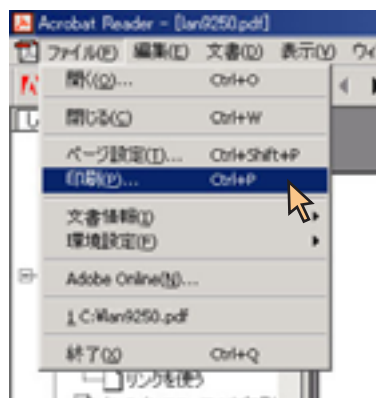 Acrobat Reader - [lan9250.pdf]
ファイル(F) 編集(E) 文書(D) 表示(V) ウィ
開く(O)... Ctrl+O
閉じる(C) Ctrl+W
ページ設定(T)... Ctrl+Shift+P
印刷(P)... Ctrl+P
文書情報(I)
環境設定(F)
Adobe Online(N)...
1 C:\lan9250.pdf
終了(X) Ctrl+Q
リンクを使う